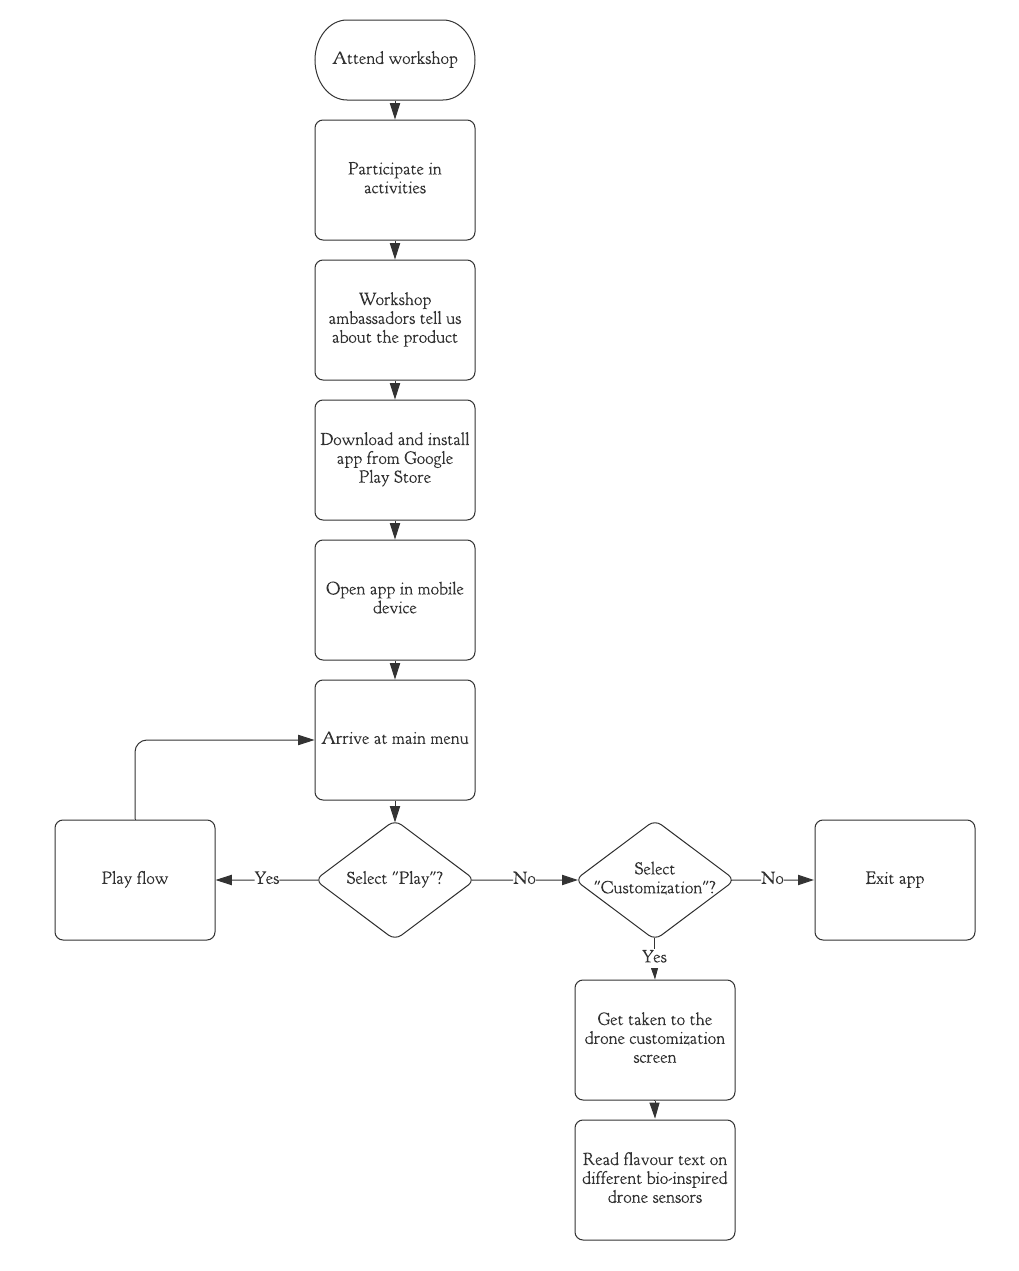 Attend workshop
Participate in
activities
Workshop
ambassadors tell us
about the product
Download and install
app from Google
Play Store
Open app in mobile
device
Arrive at main menu
Play flow
Yes
Select "Play"?
No
Select
"Customization"?
No
Exit app
Yes
Get taken to the
drone customization
screen
Read flavour text on
different bio-inspired
drone sensors